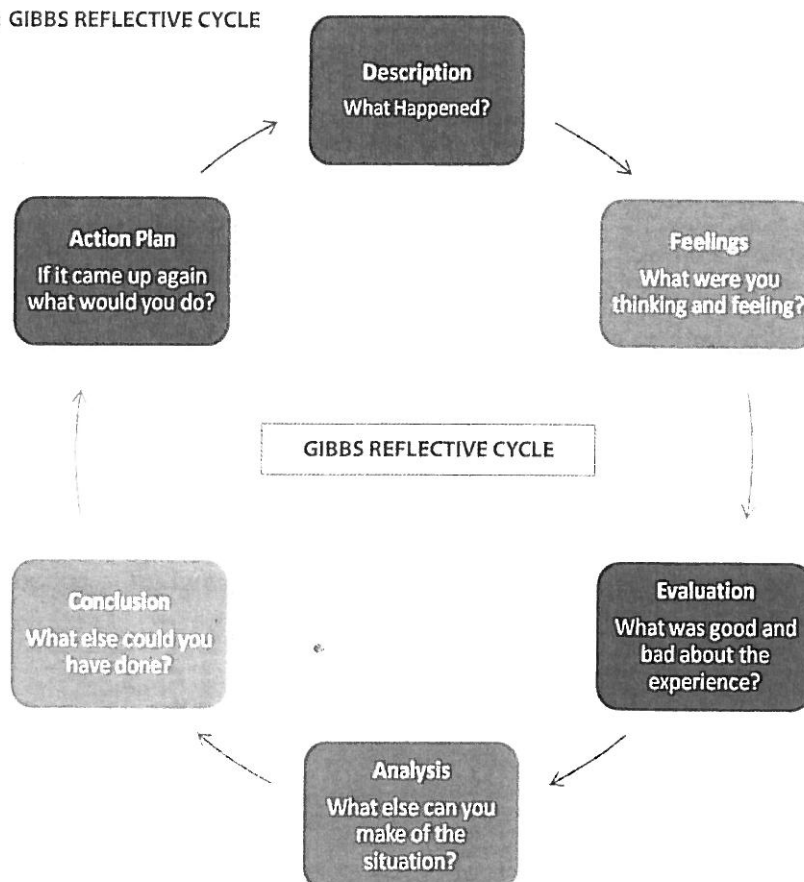 GIBBS REFLECTIVE CYCLE
Description
What Happened?
Feelings
What were you
thinking and feeling?
Evaluation
What was good and
bad about the
experience?
Analysis
What else can you
make of the
situation?
Conclusion
What else could you
have done?
Action Plan
If it came up again
what would you do?
GIBBS REFLECTIVE CYCLE